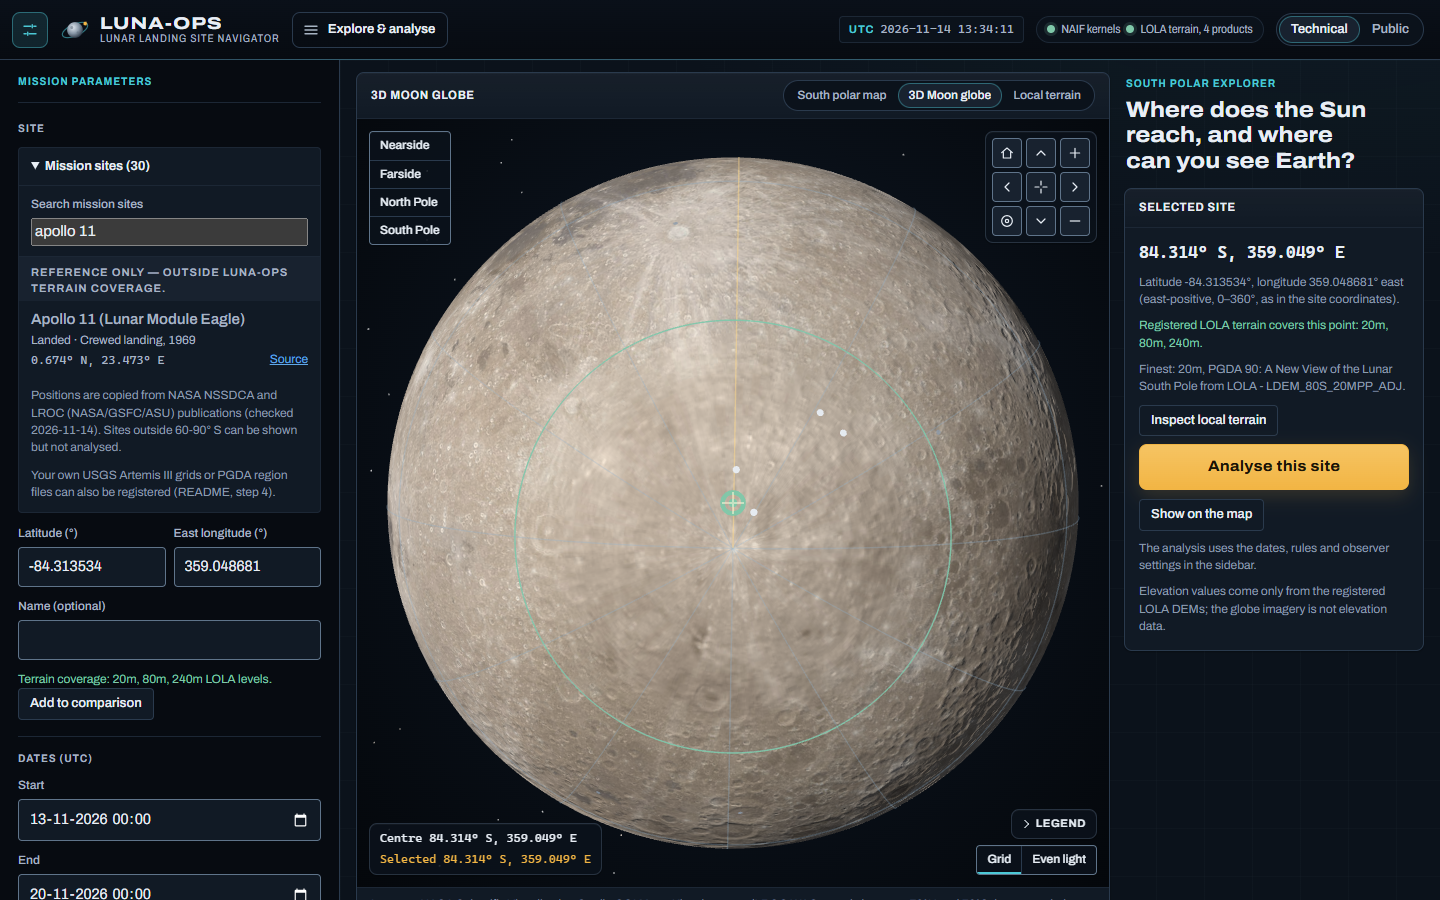 LUNA-OPS
LUNAR LANDING SITE NAVIGATOR
Explore & analyse
UTC 2026-11-14 13:34:11
NAIF kernels
LOLA terrain, 4 products
Technical
Public
MISSION PARAMETERS
SITE
Mission sites (30)
Search mission sites
apollo 11
REFERENCE ONLY — OUTSIDE LUNA-OPS
TERRAIN COVERAGE.
Apollo 11 (Lunar Module Eagle)
Landed · Crewed landing, 1969
0.674° N, 23.473° E
Source
Positions are copied from NASA NSSDCA and
LROC (NASA/GSFC/ASU) publications (checked
2026-11-14). Sites outside 60-90° S can be shown
but not analysed.
Your own USGS Artemis III grids or PGDA region
files can also be registered (README, step 4).
Latitude (°)
East longitude (°)
-84.313534
359.048681
Name (optional)
Terrain coverage: 20m, 80m, 240m LOLA levels.
Add to comparison
DATES (UTC)
Start
13-11-2026 00:00
End
20-11-2026 00:00
3D MOON GLOBE
South polar map
3D Moon globe
Local terrain
Nearside
Farside
North Pole
South Pole
Centre 84.314° S, 359.049° E
Selected 84.314° S, 359.049° E
LEGEND
Grid
Even light
SOUTH POLAR EXPLORER
Where does the Sun
reach, and where
can you see Earth?
SELECTED SITE
84.314° S, 359.049° E
Latitude -84.313534°, longitude 359.048681° east
(east-positive, 0–360°, as in the site coordinates).
Registered LOLA terrain covers this point: 20m,
80m, 240m.
Finest: 20m, PGDA 90: A New View of the Lunar
South Pole from LOLA - LDEM_80S_20MPP_ADJ.
Inspect local terrain
Analyse this site
Show on the map
The analysis uses the dates, rules and observer
settings in the sidebar.
Elevation values come only from the registered
LOLA DEMs; the globe imagery is not elevation
data.